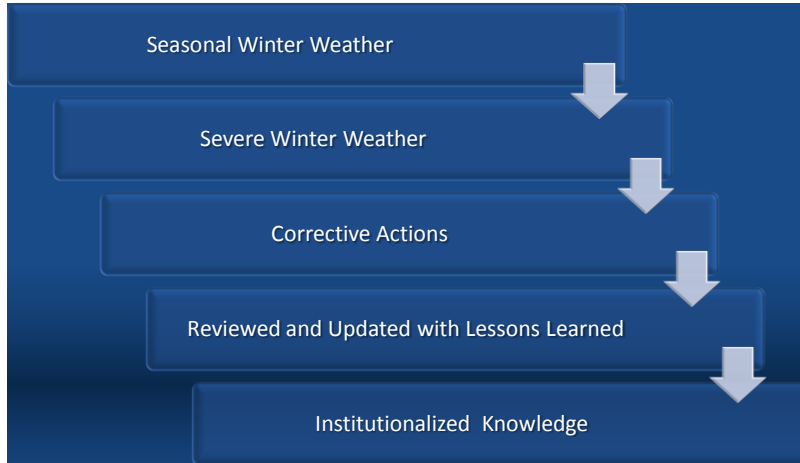 Seasonal Winter Weather
Severe Winter Weather
Corrective Actions
Reviewed and Updated with Lessons Learned
Institutionalized Knowledge